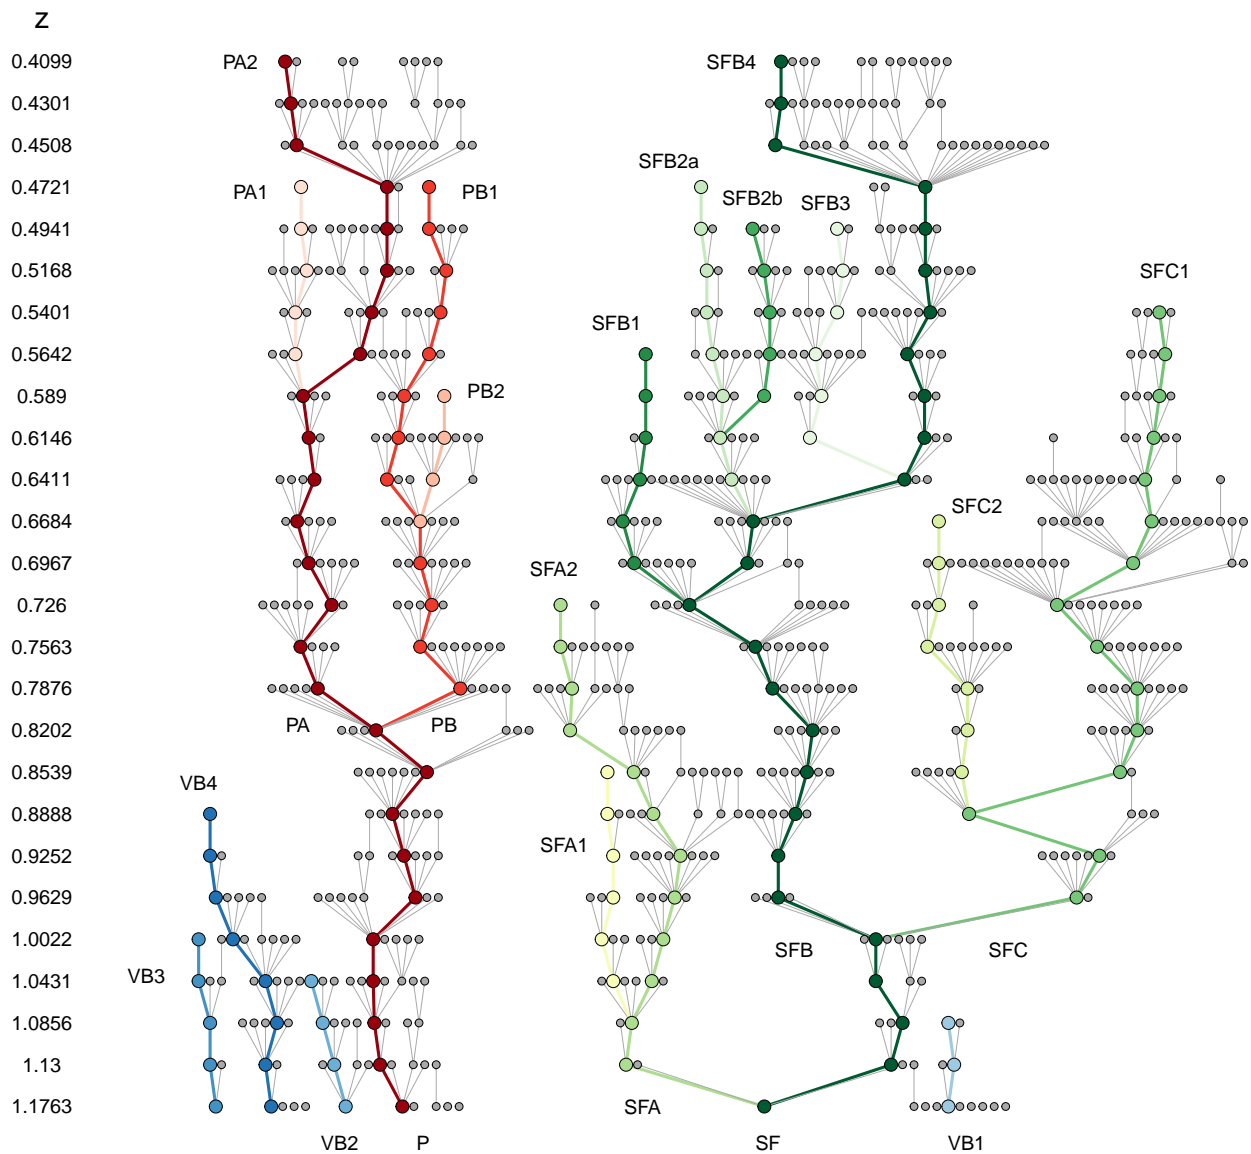 z
0.4099 PA2 SFB4
0.4301
0.4508
SFB2a
0.4721 PA1 PB1 SFB2b SFB3
0.4941
0.5168 SFC1
0.5401 SFB1
0.5642
0.589 PB2
0.6146 SFB2a
0.6411
0.6684 SFC2
0.6967 SFA2
0.726
0.7563
0.7876
0.8202 PA PB
0.8539 VB4
0.8888
0.9252 SFA1
0.9629
1.0022 SFB SFC
1.0431 VB3
1.0856
1.13
1.1763 SFA
VB2 P SF VB1